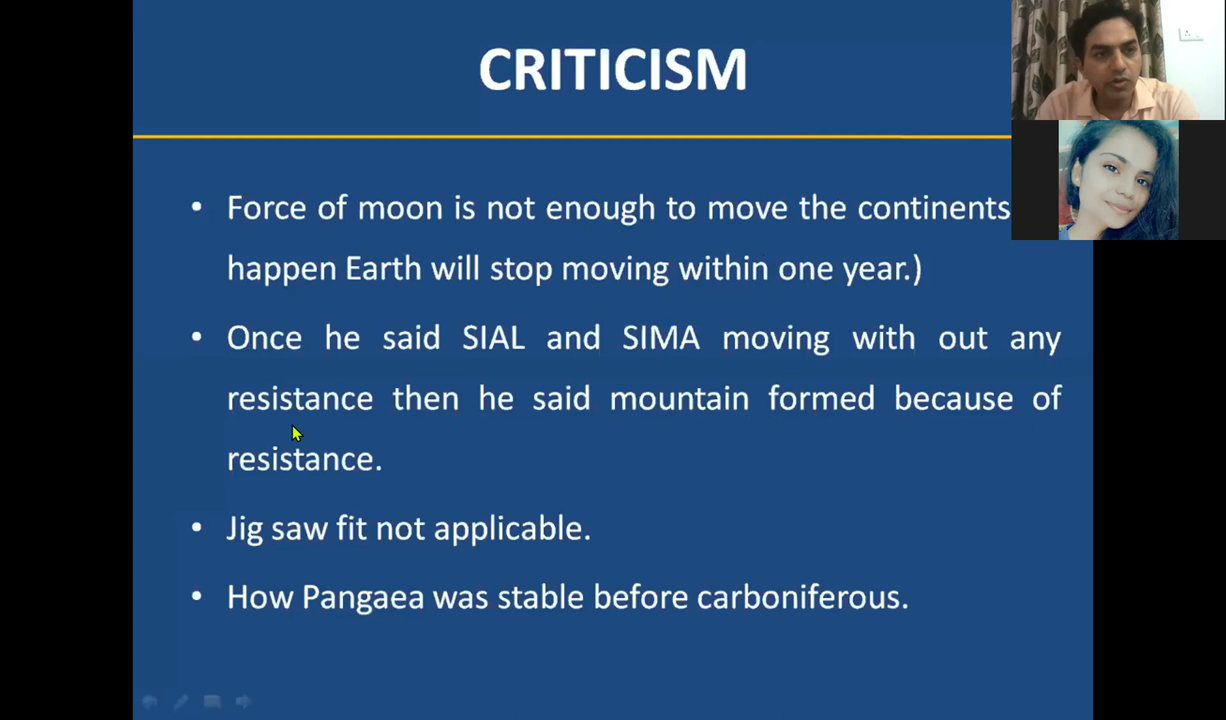 CRITICISM
• Force of moon is not enough to move the continents
happen Earth will stop moving within one year.)
• Once he said SIAL and SIMA moving with out any
resistance then he said mountain formed because of
resistance.
• Jig saw fit not applicable.
• How Pangaea was stable before carboniferous.